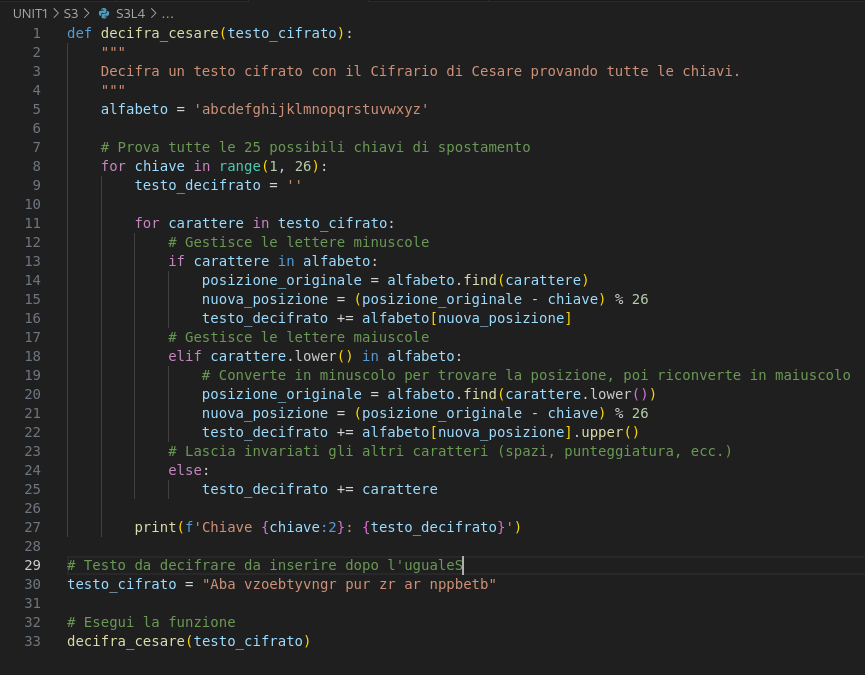 UNIT1 > S3 > S3L4 > ...
1 def decifra_cesare(testo_cifrato):
2     """
3     Decifra un testo cifrato con il Cifrario di Cesare provando tutte le chiavi.
4     """
5     alfabeto = 'abcdefghijklmnopqrstuvwxyz'
6
7     # Prova tutte le 25 possibili chiavi di spostamento
8     for chiave in range(1, 26):
9         testo_decifrato = ''
10
11         for carattere in testo_cifrato:
12             # Gestisce le lettere minuscole
13             if carattere in alfabeto:
14                 posizione_originale = alfabeto.find(carattere)
15                 nuova_posizione = (posizione_originale - chiave) % 26
16                 testo_decifrato += alfabeto[nuova_posizione]
17             # Gestisce le lettere maiuscole
18             elif carattere.lower() in alfabeto:
19                 # Converte in minuscolo per trovare la posizione, poi riconverte in maiuscolo
20                 posizione_originale = alfabeto.find(carattere.lower())
21                 nuova_posizione = (posizione_originale - chiave) % 26
22                 testo_decifrato += alfabeto[nuova_posizione].upper()
23             # Lascia invariati gli altri caratteri (spazi, punteggiatura, ecc.)
24             else:
25                 testo_decifrato += carattere
26
27         print(f'Chiave {chiave:2}: {testo_decifrato}')
28
29 # Testo da decifrare da inserire dopo l'ugualeS
30 testo_cifrato = "Aba vzoebtyvngr pur zr ar nppbetb"
31
32 # Esegui la funzione
33 decifra_cesare(testo_cifrato)